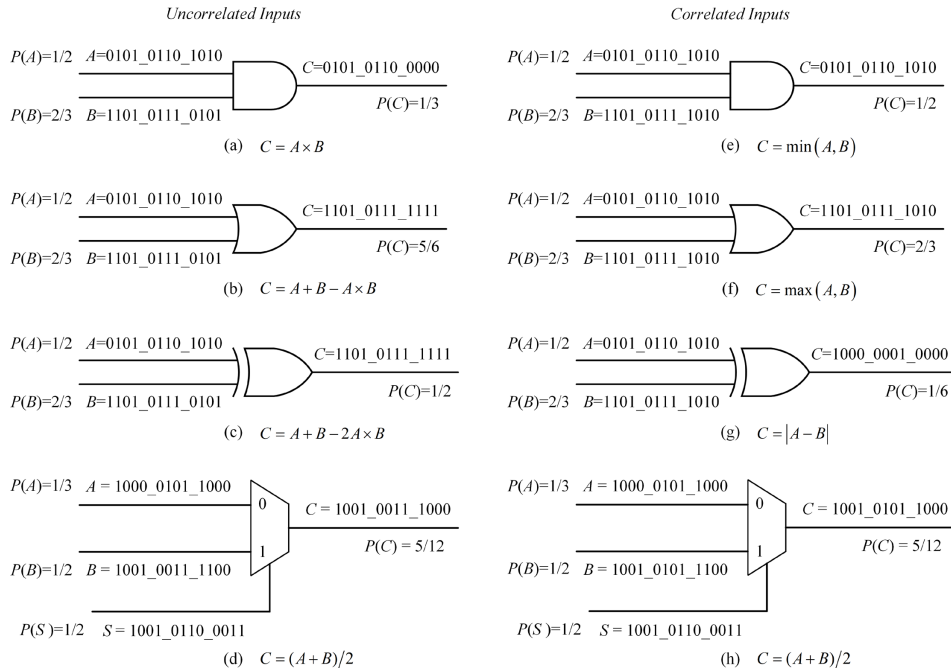 Uncorrelated Inputs
P(A)=1/2 A=0101_0110_1010
C=0101_0110_0000
P(C)=1/3
P(B)=2/3 B=1101_0111_0101
(a) C = A × B
P(A)=1/2 A=0101_0110_1010
C=1101_0111_1111
P(C)=5/6
P(B)=2/3 B=1101_0111_0101
(b) C = A + B − A × B
P(A)=1/2 A=0101_0110_1010
C=1101_0111_1111
P(C)=1/2
P(B)=2/3 B=1101_0111_0101
(c) C = A + B − 2A × B
P(A)=1/3 A = 1000_0101_1000
0
C = 1001_0011_1000
1
P(C) = 5/12
P(B)=1/2 B = 1001_0011_1100
P(S)=1/2 S = 1001_0110_0011
(d) C = (A + B)/2
Correlated Inputs
P(A)=1/2 A=0101_0110_1010
C=0101_0110_1010
P(C)=1/2
P(B)=2/3 B=1101_0111_1010
(e) C = min(A, B)
P(A)=1/2 A=0101_0110_1010
C=1101_0111_1010
P(C)=2/3
P(B)=2/3 B=1101_0111_1010
(f) C = max(A, B)
P(A)=1/2 A=0101_0110_1010
C=1000_0001_0000
P(C)=1/6
P(B)=2/3 B=1101_0111_1010
(g) C = |A − B|
P(A)=1/3 A = 1000_0101_1000
0
C = 1001_0101_1000
1
P(C) = 5/12
P(B)=1/2 B = 1001_0101_1100
P(S)=1/2 S = 1001_0110_0011
(h) C = (A + B)/2